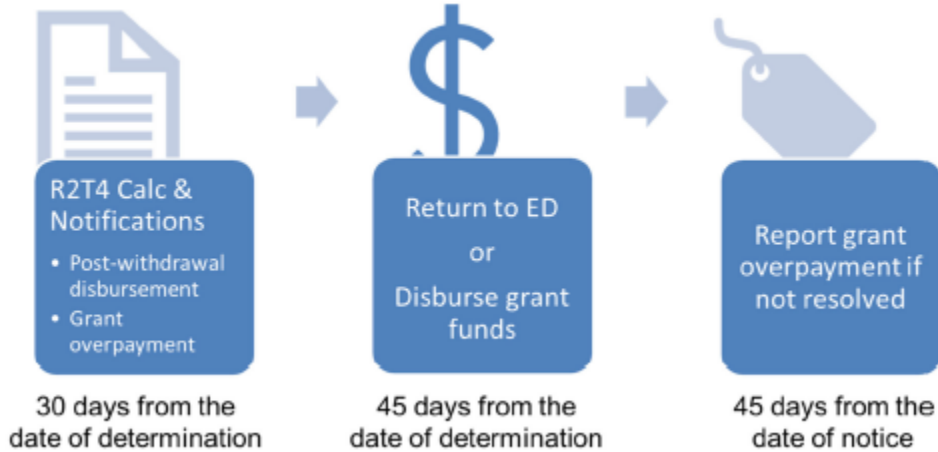 R2T4 Calc &
Notifications
• Post-withdrawal
disbursement
• Grant
overpayment
30 days from the
date of determination
Return to ED
or
Disburse grant
funds
45 days from the
date of determination
Report grant
overpayment if
not resolved
45 days from the
date of notice